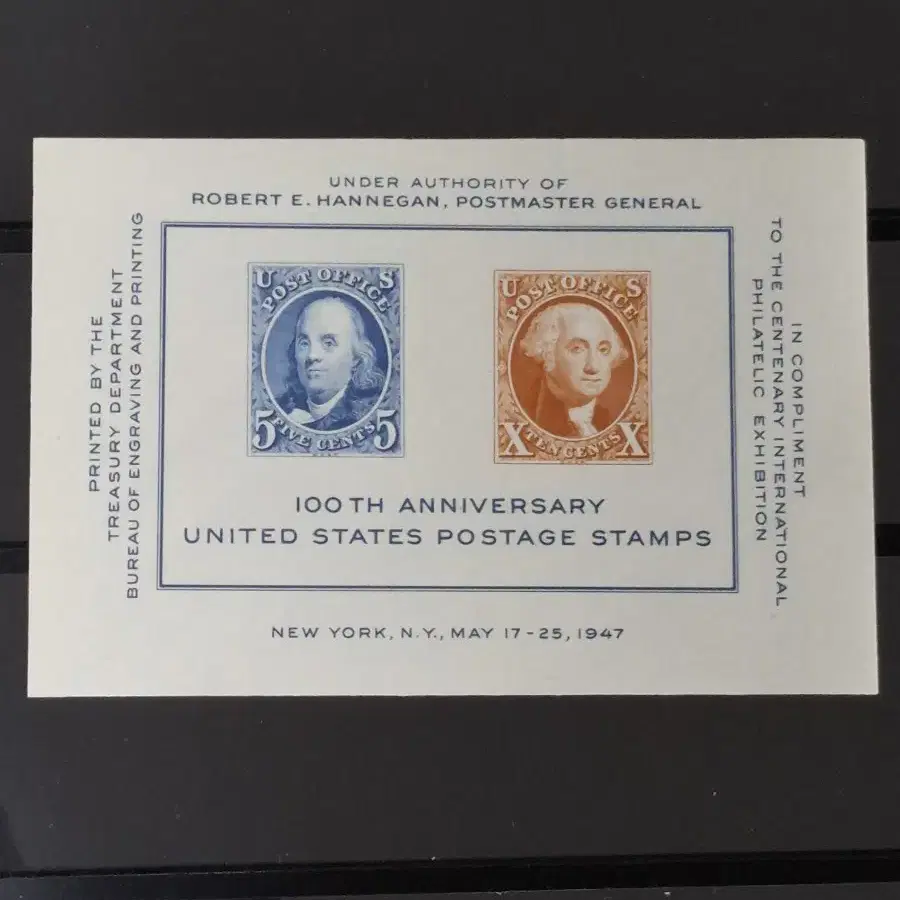 UNDER AUTHORITY OF
ROBERT E. HANNEGAN, POSTMASTER GENERAL
PRINTED BY THE
TREASURY DEPARTMENT
BUREAU OF ENGRAVING AND PRINTING
U S
POST OFFICE
5 FIVE CENTS 5
U S
POST OFFICE
X TEN CENTS X
100TH ANNIVERSARY
UNITED STATES POSTAGE STAMPS
IN COMPLIMENT
TO THE CENTENARY INTERNATIONAL
PHILATELIC EXHIBITION
NEW YORK, N.Y., MAY 17-25, 1947